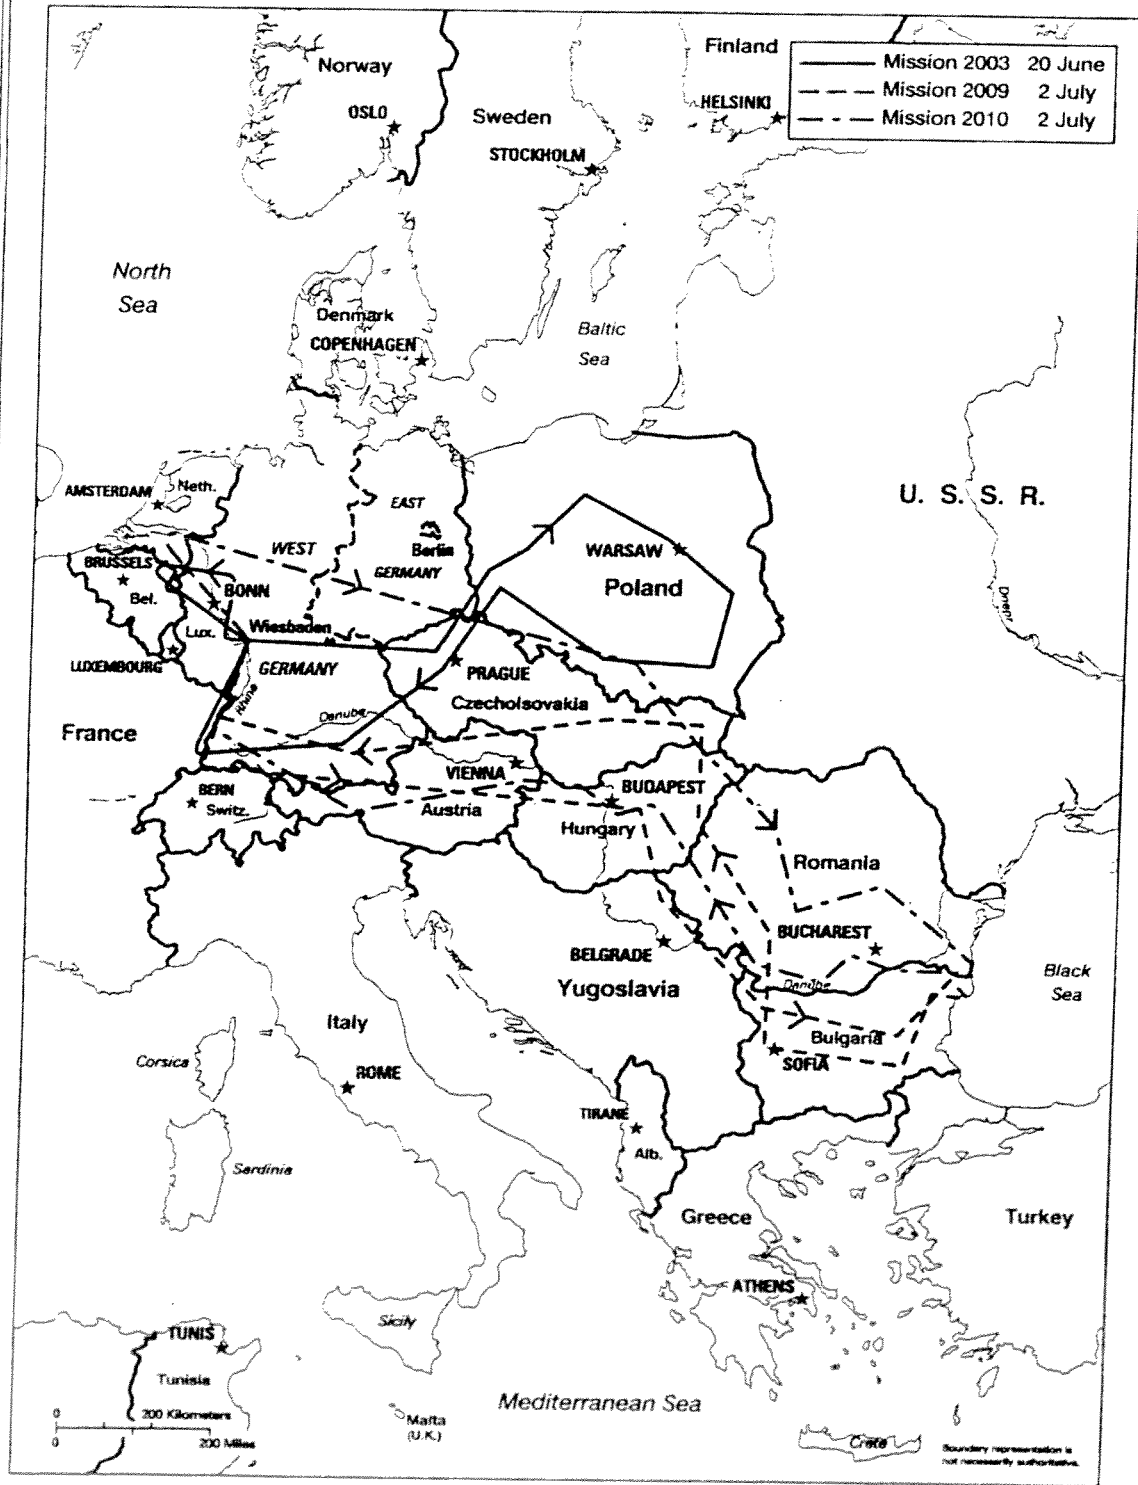 Mission 2003 20 June
Mission 2009 2 July
Mission 2010 2 July
Finland
Norway
HELSINKI
OSLO
Sweden
STOCKHOLM
North
Sea
Denmark
COPENHAGEN
Baltic
Sea
U. S. S. R.
AMSTERDAM
Neth.
EAST
Berlin
WEST
GERMANY
WARSAW
Poland
BRUSSELS
Bel.
BONN
Dnepr
Lux.
Wiesbaden
LUXEMBOURG
GERMANY
PRAGUE
Rhine
Czecholsovakia
Danube
France
VIENNA
BUDAPEST
BERN
Switz.
Austria
Hungary
Romania
BUCHAREST
BELGRADE
Yugoslavia
Danube
Black
Sea
Italy
Bulgaria
SOFIA
Corsica
ROME
TIRANE
Alb.
Sardinia
Greece
Turkey
ATHENS
Sicily
TUNIS
Tunisia
Mediterranean Sea
0 200 Kilometers
0 200 Miles
Malta
(U.K.)
Crete
Boundary representation is
not necessarily authoritative.